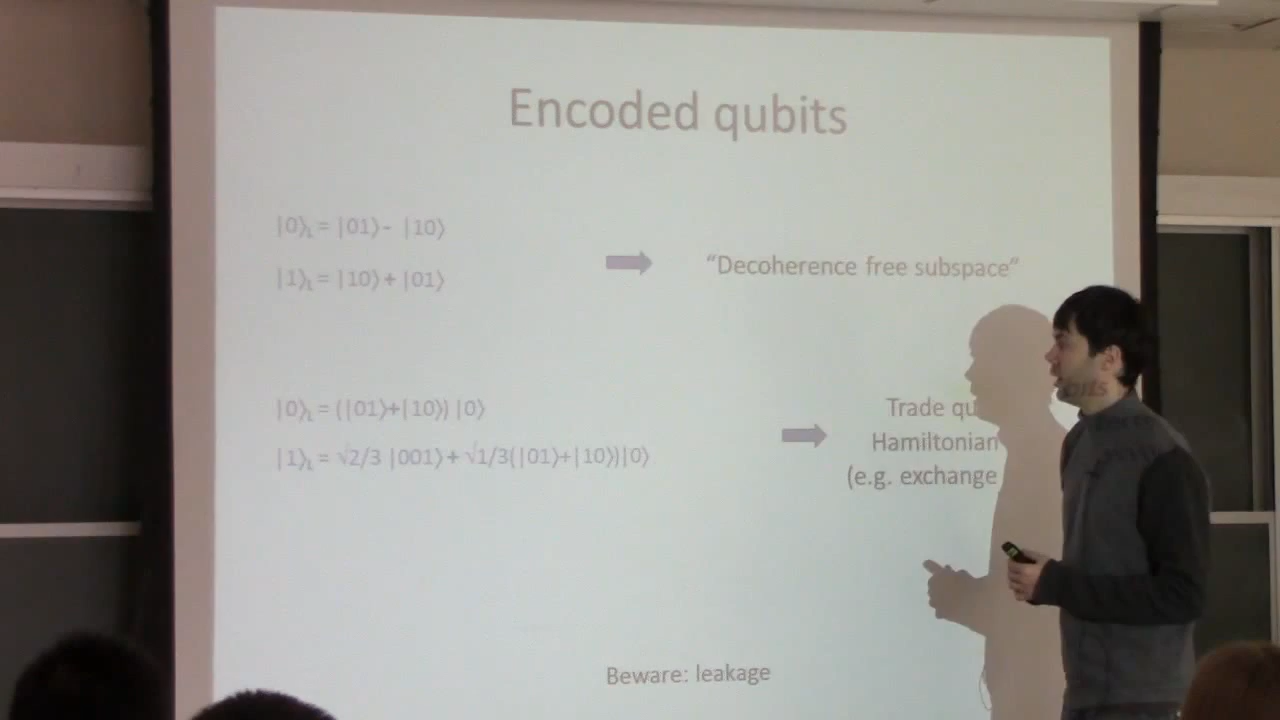 Encoded qubits
|0⟩L = |01⟩ - |10⟩
|1⟩L = |10⟩ + |01⟩
“Decoherence free subspace”
|0⟩L = (|01⟩+|10⟩) |0⟩
|1⟩L = √2/3 |001⟩ + √1/3(|01⟩+|10⟩)|0⟩
Trade
Hamiltonian
(e.g. exchange
Beware: leakage